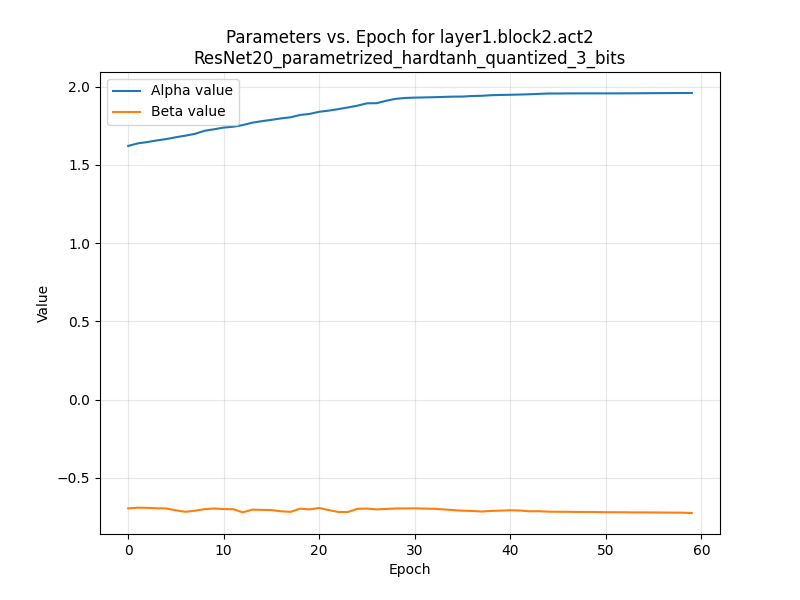 Parameters vs. Epoch for layer1.block2.act2
ResNet20_parametrized_hardtanh_quantized_3_bits
Alpha value
Beta value
2.0
1.5
1.0
0.5
0.0
−0.5
Value
0 10 20 30 40 50 60
Epoch